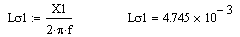 Lσ1 := X1 / (2·π·f)    Lσ1 = 4.745 × 10^-3